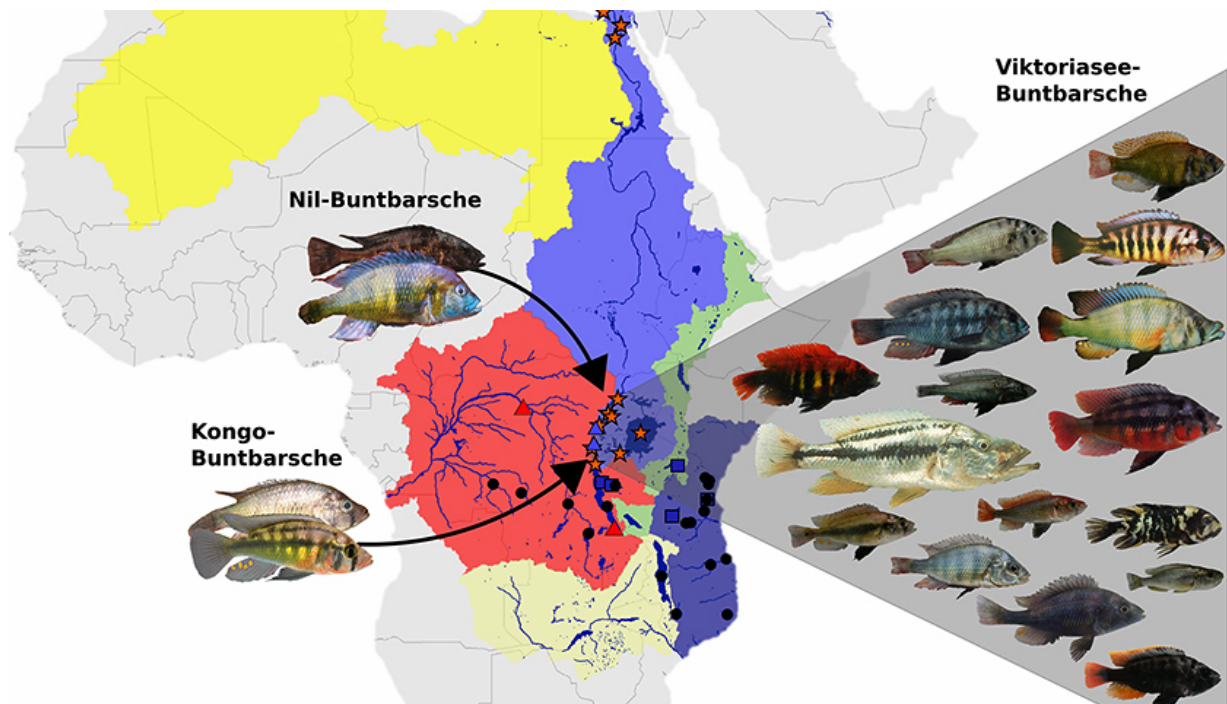 Viktoriasee-
Buntbarsche
Nil-Buntbarsche
Kongo-
Buntbarsche